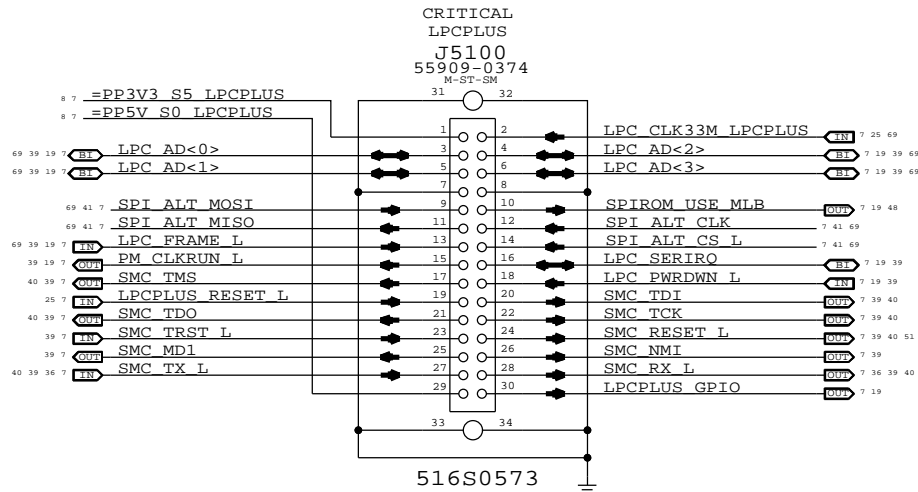 CRITICAL
LPCPLUS
J5100
55909-0374
M-ST-SM
31 32
8 7 =PP3V3_S5_LPCPLUS
8 7 =PP5V_S0_LPCPLUS
1 2 LPC_CLK33M_LPCPLUS IN 7 25 69
69 39 19 7 BI LPC_AD<0> 3 4 LPC_AD<2> BI 7 19 39 69
69 39 19 7 BI LPC_AD<1> 5 6 LPC_AD<3> BI 7 19 39 69
7 8
69 41 7 SPI_ALT_MOSI 9 10 SPIROM_USE_MLB OUT 7 19 48
69 41 7 SPI_ALT_MISO 11 12 SPI_ALT_CLK 7 41 69
69 39 19 7 IN LPC_FRAME_L 13 14 SPI_ALT_CS_L 7 41 69
39 19 7 OUT PM_CLKRUN_L 15 16 LPC_SERIRQ BI 7 19 39
40 39 7 OUT SMC_TMS 17 18 LPC_PWRDWN_L IN 7 19 39
25 7 IN LPCPLUS_RESET_L 19 20 SMC_TDI OUT 7 39 40
40 39 7 OUT SMC_TDO 21 22 SMC_TCK OUT 7 39 40
39 7 IN SMC_TRST_L 23 24 SMC_RESET_L OUT 7 39 40 51
39 7 OUT SMC_MD1 25 26 SMC_NMI OUT 7 39
40 39 36 7 IN SMC_TX_L 27 28 SMC_RX_L OUT 7 36 39 40
29 30 LPCPLUS_GPIO OUT 7 19
33 34
516S0573